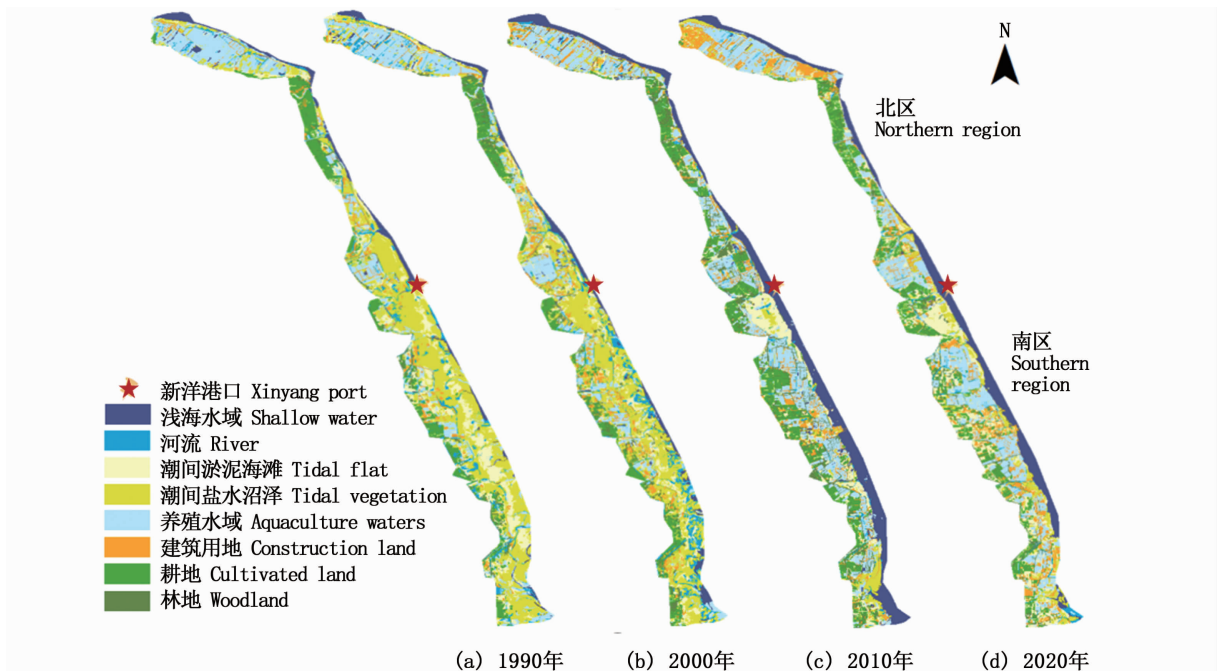 N
北区
Northern region
南区
Southern
region
新洋港口 Xinyang port
浅海水域 Shallow water
河流 River
潮间淤泥海滩 Tidal flat
潮间盐水沼泽 Tidal vegetation
养殖水域 Aquaculture waters
建筑用地 Construction land
耕地 Cultivated land
林地 Woodland
(a) 1990年 (b) 2000年 (c) 2010年 (d) 2020年